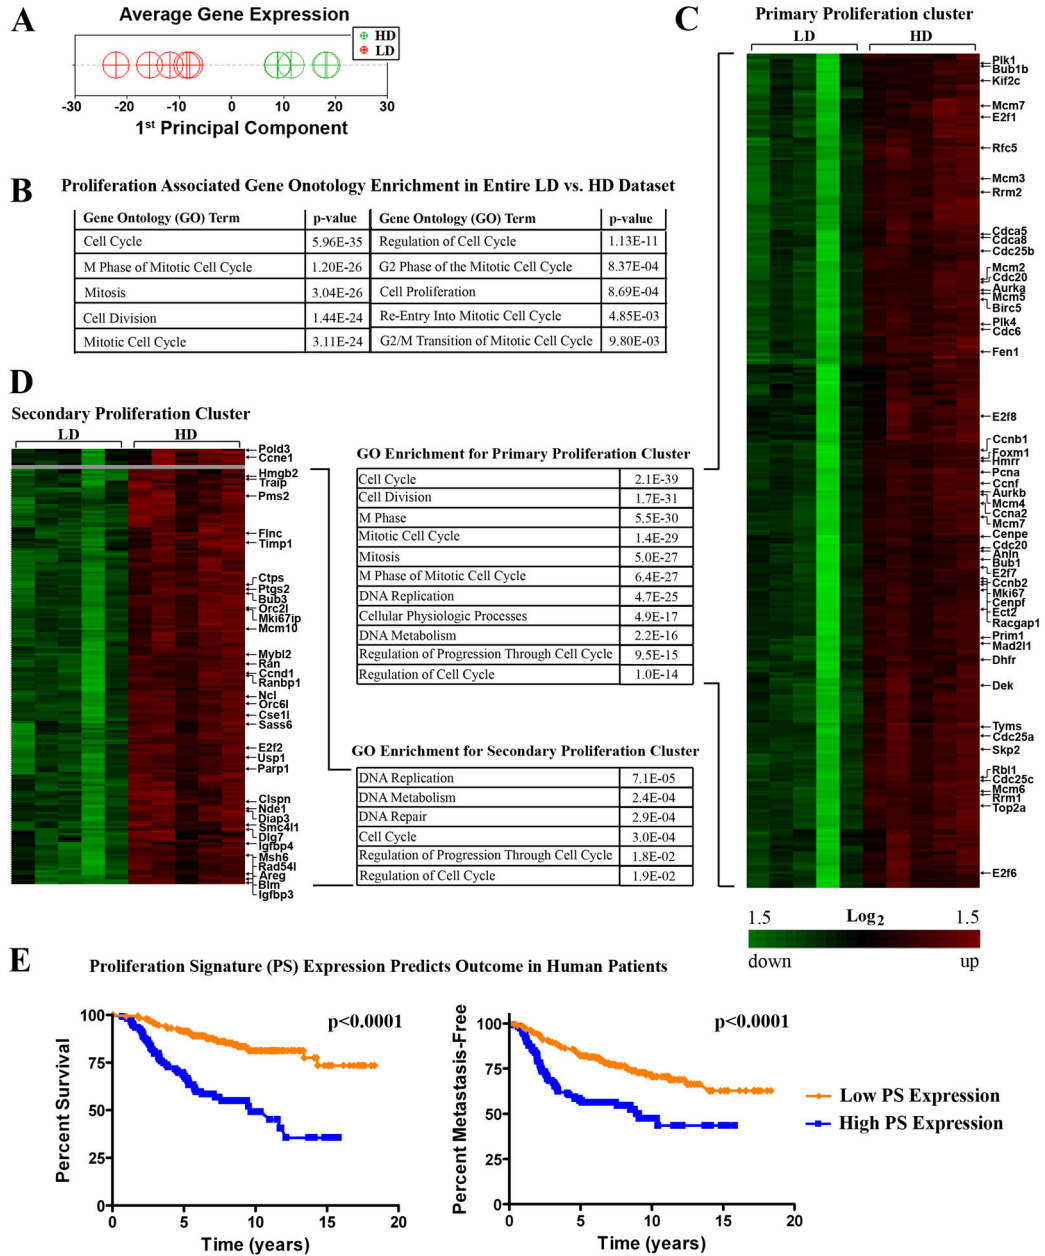 A
Average Gene Expression
HD
LD
-30 -20 -10 0 10 20 30
1st Principal Component
B
Proliferation Associated Gene Onotology Enrichment in Entire LD vs. HD Dataset
Gene Ontology (GO) Term p-value Gene Ontology (GO) Term p-value
Cell Cycle 5.96E-35 Regulation of Cell Cycle 1.13E-11
M Phase of Mitotic Cell Cycle 1.20E-26 G2 Phase of the Mitotic Cell Cycle 8.37E-04
Mitosis 3.04E-26 Cell Proliferation 8.69E-04
Cell Division 1.44E-24 Re-Entry Into Mitotic Cell Cycle 4.85E-03
Mitotic Cell Cycle 3.11E-24 G2/M Transition of Mitotic Cell Cycle 9.80E-03
C
Primary Proliferation cluster
LD HD
Plk1
Bub1b
Kif2c
Mcm7
E2f1
Rfc5
Mcm3
Rrm2
Cdca5
Cdca8
Cdc25b
Mcm2
Cdc20
Aurka
Mcm5
Birc5
Plk4
Cdc6
Fen1
E2f8
Ccnb1
Foxm1
Hmrr
Pcna
Ccnf
Aurkb
Mcm4
Ccna2
Mcm7
Cenpe
Cdc20
Anln
Bub1
E2f7
Ccnb2
Mki67
Cenpf
Ect2
Racgap1
Prim1
Mad2l1
Dhfr
Dek
Tyms
Cdc25a
Skp2
Rbl1
Cdc25c
Mcm6
Rrm1
Top2a
E2f6
1.5 Log2 1.5
down up
D
Secondary Proliferation Cluster
LD HD
Pold3
Ccne1
Hmgb2
Traip
Pms2
Flnc
Timp1
Ctps
Ptgs2
Bub3
Orc2l
Mki67ip
Mcm10
Mybl2
Ran
Ccnd1
Ranbp1
Ncl
Orc6l
Cse1l
Sass6
E2f2
Usp1
Parp1
Clspn
Nde1
Diap3
Smc4l1
Dlg7
Igfbp4
Msh6
Rad54l
Areg
Blm
Igfbp3
GO Enrichment for Primary Proliferation Cluster
Cell Cycle 2.1E-39
Cell Division 1.7E-31
M Phase 5.5E-30
Mitotic Cell Cycle 1.4E-29
Mitosis 5.0E-27
M Phase of Mitotic Cell Cycle 6.4E-27
DNA Replication 4.7E-25
Cellular Physiologic Processes 4.9E-17
DNA Metabolism 2.2E-16
Regulation of Progression Through Cell Cycle 9.5E-15
Regulation of Cell Cycle 1.0E-14
GO Enrichment for Secondary Proliferation Cluster
DNA Replication 7.1E-05
DNA Metabolism 2.4E-04
DNA Repair 2.9E-04
Cell Cycle 3.0E-04
Regulation of Progression Through Cell Cycle 1.8E-02
Regulation of Cell Cycle 1.9E-02
E
Proliferation Signature (PS) Expression Predicts Outcome in Human Patients
Percent Survival
100
75
50
25
0
p<0.0001
0 5 10 15 20
Time (years)
Percent Metastasis-Free
100
75
50
25
0
p<0.0001
0 5 10 15 20
Time (years)
Low PS Expression
High PS Expression